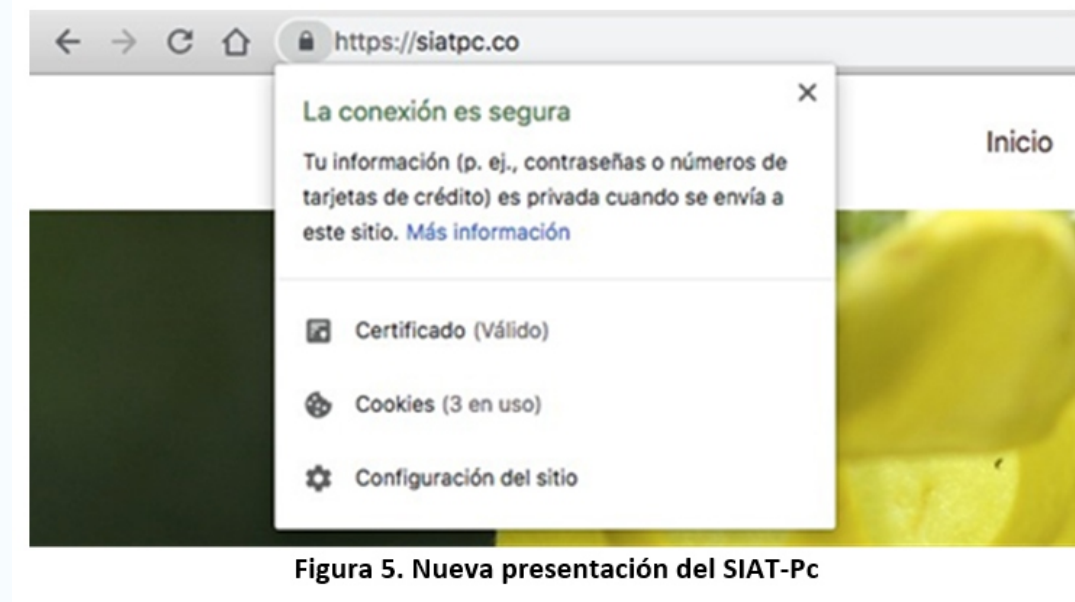 https://siatpc.co
La conexión es segura
Tu información (p. ej., contraseñas o números de
tarjetas de crédito) es privada cuando se envía a
este sitio. Más información
Inicio
Certificado (Válido)
Cookies (3 en uso)
Configuración del sitio
Figura 5. Nueva presentación del SIAT-Pc